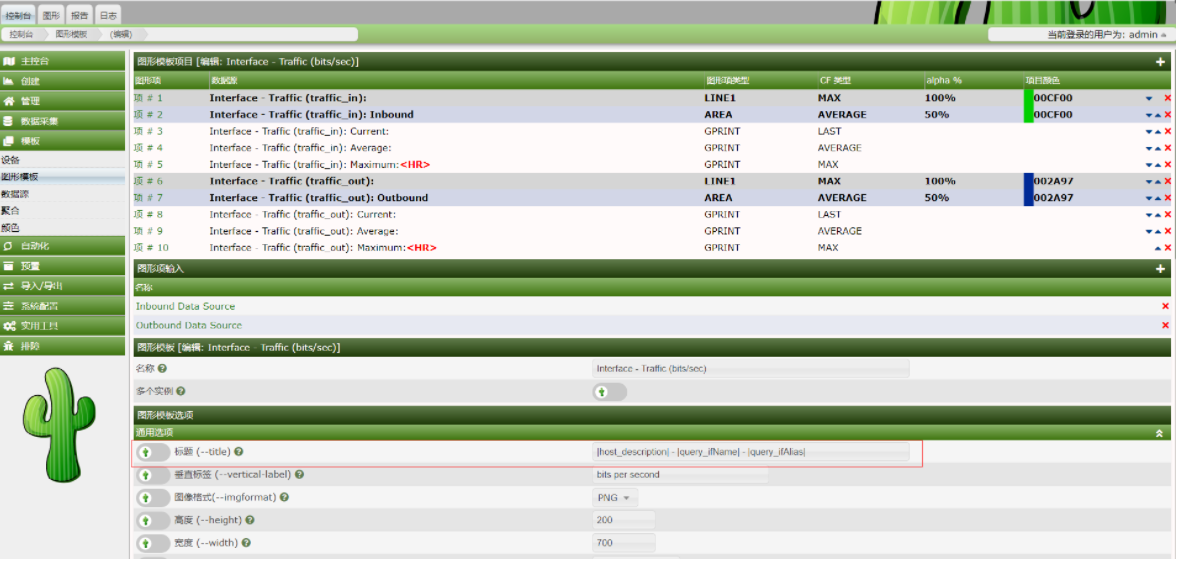 控制台 图形 报告 日志
控制台 图形模板 (编辑) 当前登录的用户为: admin
主控台
创建
管理
数据采集
模板
设备
图形模板
数据源
聚合
颜色
自动化
预置
导入/导出
系统配置
实用工具
排障
图形模板项目 [编辑: Interface - Traffic (bits/sec)] +
图形项 数据源 图形项类型 CF 类型 alpha % 项目颜色
项 # 1 Interface - Traffic (traffic_in): LINE1 MAX 100% 00CF00
项 # 2 Interface - Traffic (traffic_in): Inbound AREA AVERAGE 50% 00CF00
项 # 3 Interface - Traffic (traffic_in): Current: GPRINT LAST
项 # 4 Interface - Traffic (traffic_in): Average: GPRINT AVERAGE
项 # 5 Interface - Traffic (traffic_in): Maximum:<HR> GPRINT MAX
项 # 6 Interface - Traffic (traffic_out): LINE1 MAX 100% 002A97
项 # 7 Interface - Traffic (traffic_out): Outbound AREA AVERAGE 50% 002A97
项 # 8 Interface - Traffic (traffic_out): Current: GPRINT LAST
项 # 9 Interface - Traffic (traffic_out): Average: GPRINT AVERAGE
项 # 10 Interface - Traffic (traffic_out): Maximum:<HR> GPRINT MAX
图形项输入 +
名称
Inbound Data Source
Outbound Data Source
图形模板 [编辑: Interface - Traffic (bits/sec)]
名称 Interface - Traffic (bits/sec)
多个实例
图形模板选项
通用选项
标题 (--title) |host_description| - |query_ifName| - |query_ifAlias|
垂直标签 (--vertical-label) bits per second
图像格式(--imgformat) PNG
高度 (--height) 200
宽度 (--width) 700